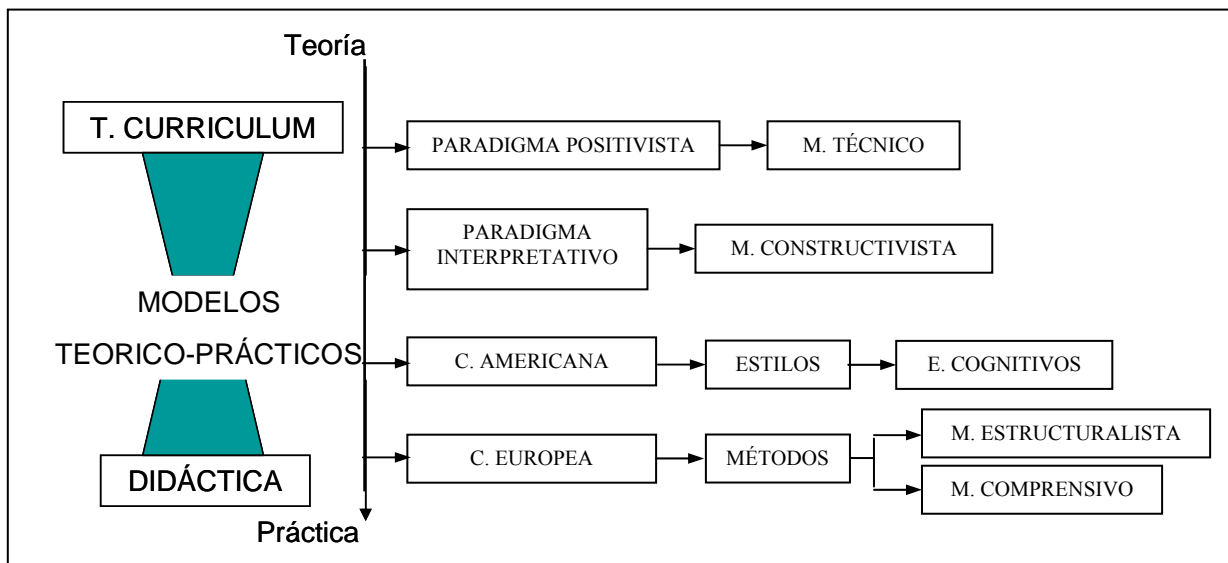 Teoría
T. CURRICULUM
PARADIGMA POSITIVISTA
M. TÉCNICO
PARADIGMA
INTERPRETATIVO
M. CONSTRUCTIVISTA
MODELOS
TEORICO-PRÁCTICOS
C. AMERICANA
ESTILOS
E. COGNITIVOS
M. ESTRUCTURALISTA
C. EUROPEA
MÉTODOS
M. COMPRENSIVO
DIDÁCTICA
Práctica